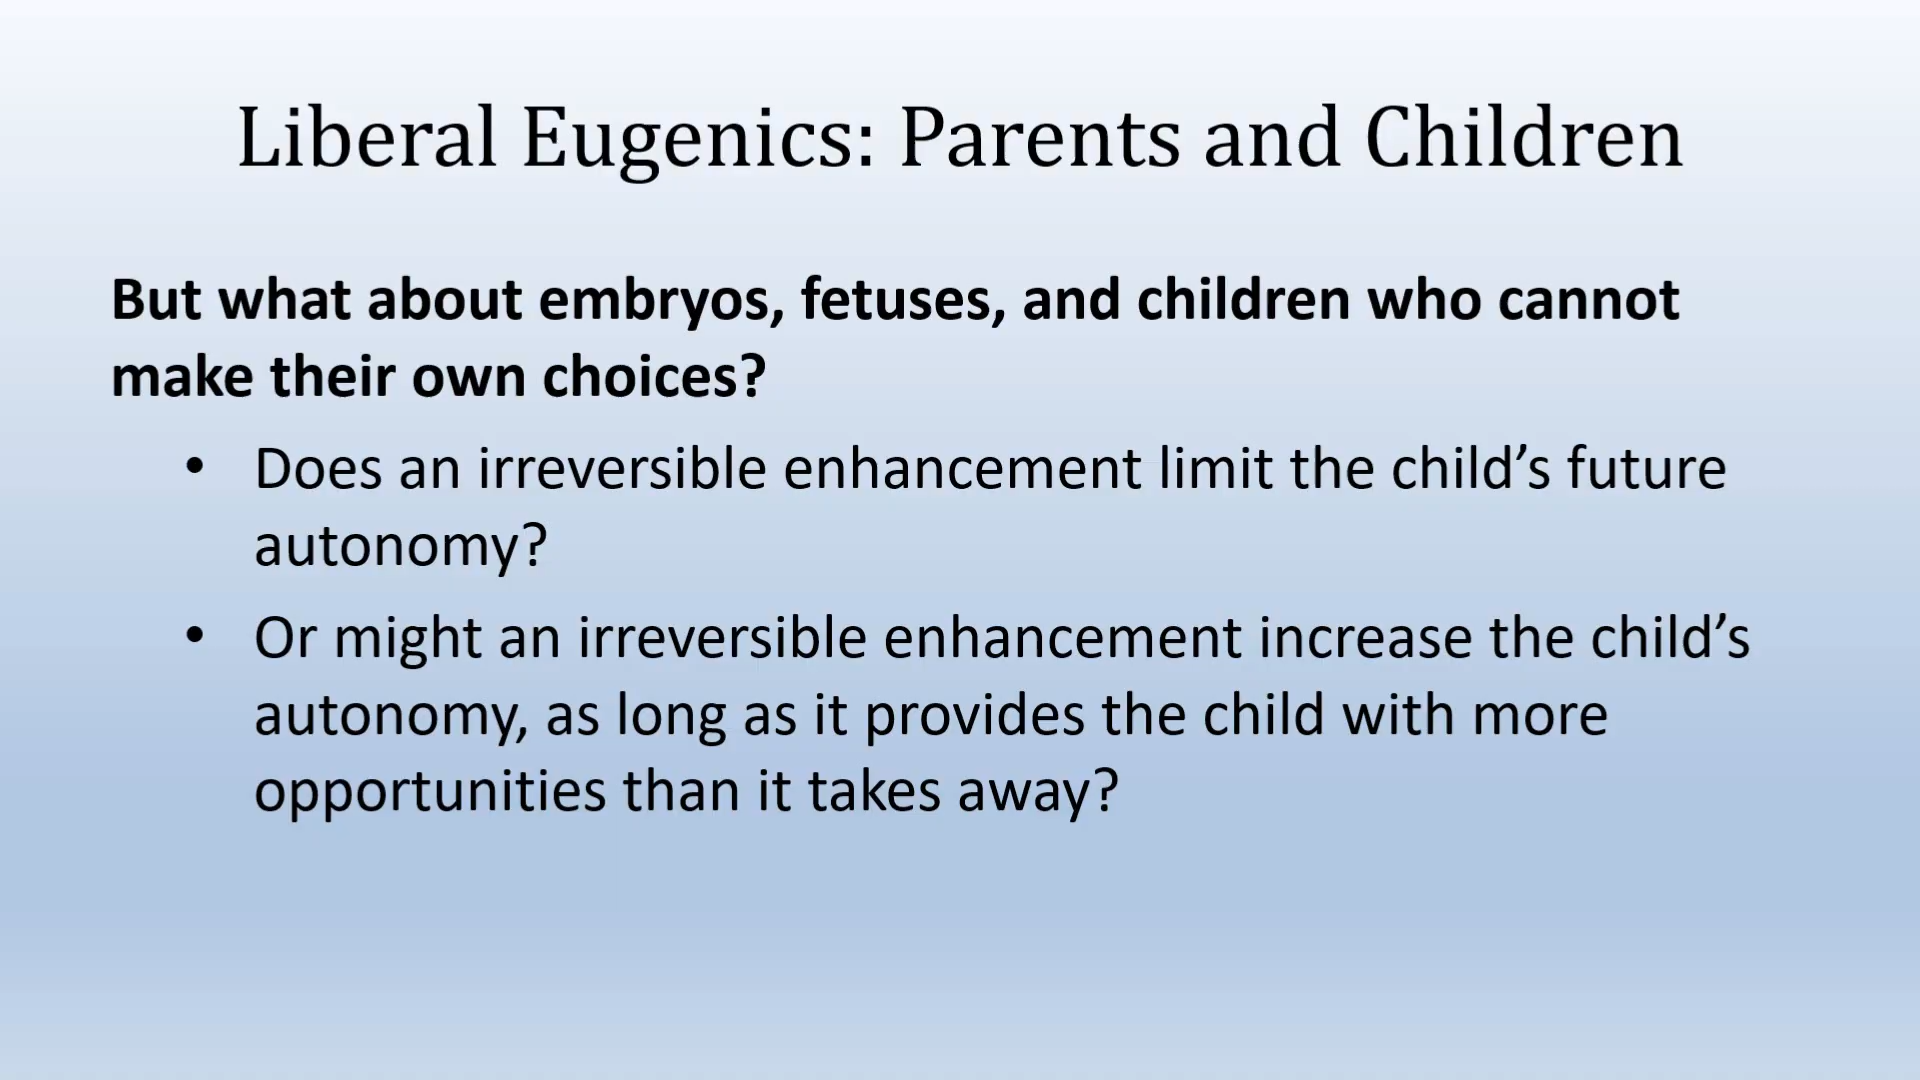 Liberal Eugenics: Parents and Children
But what about embryos, fetuses, and children who cannot
make their own choices?
• Does an irreversible enhancement limit the child’s future
autonomy?
• Or might an irreversible enhancement increase the child’s
autonomy, as long as it provides the child with more
opportunities than it takes away?